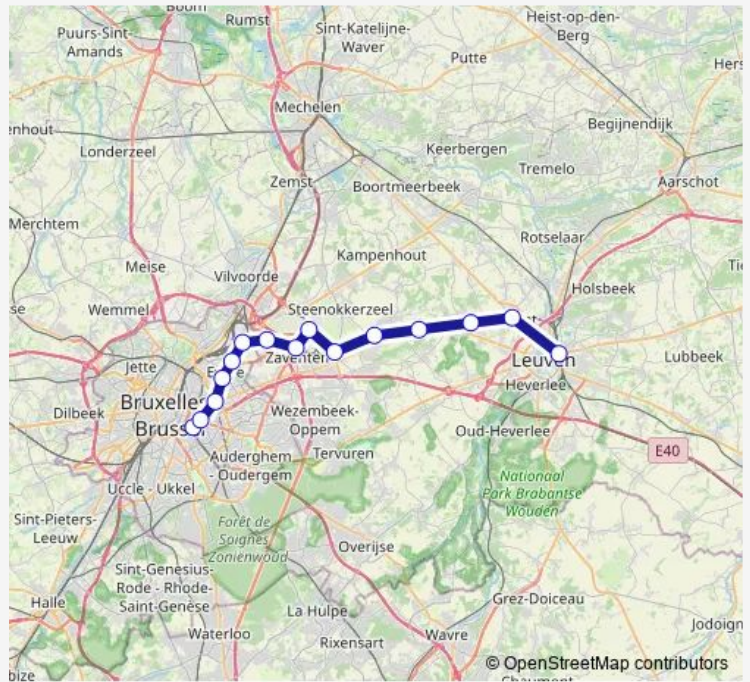 Boom
Rumst
Sint-Katelijne-
Waver
Heist-op-den-
Berg
Puurs-Sint-
Amands
Putte
Hers
Mechelen
enhout
Londerzeel
Begijnendijk
Keerbergen
Tremelo
Zemst
Boortmeerbeek
Aarschot
Merchtem
Rotselaar
Kampenhout
Meise
Vilvoorde
Tie
Holsbeek
se
Wemmel
Steenokkerzeel
Zaventem
Jette
Leuven
Lubbeek
Heverlee
Bruxelles
Dilbeek
Wezembeek-
Oppem
Oud-Heverlee
E40
Auderghem
- Oudergem
Tervuren
Uccle - Ukkel
Nationaal
Park Brabantse
Wouden
Sint-Pieters-
Leeuw
Forêt de
Soignes
Zoniënwoud
Overijse
Sint-Genesius-
Rode - Rhode-
Saint-Genèse
Halle
La Hulpe
Grez-Doiceau
Waterloo
Rixensart
Wavre
Jodoign
bize
© OpenStreetMap contributors